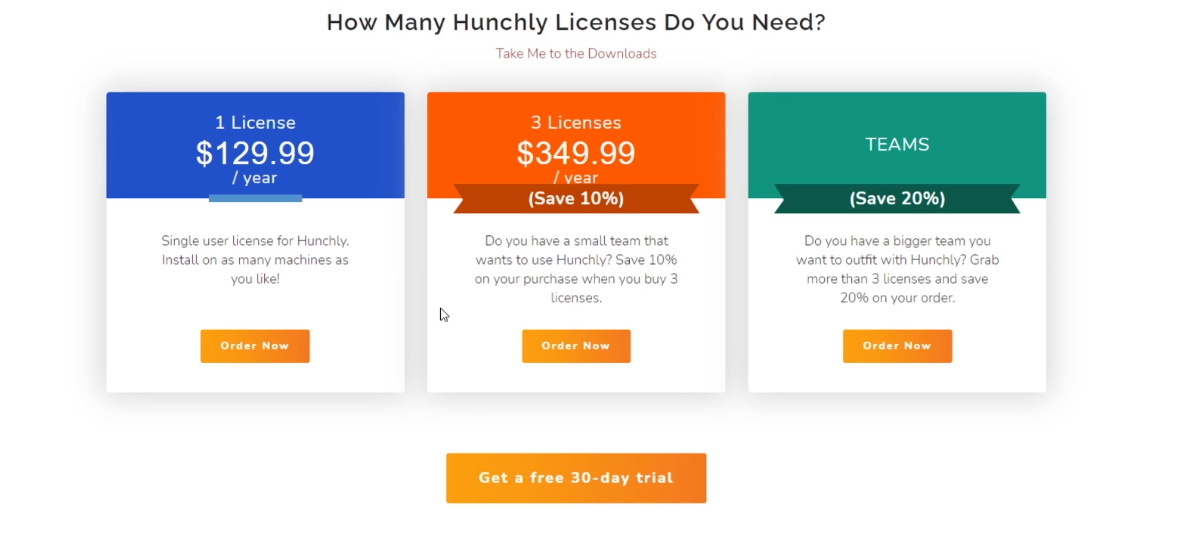 How Many Hunchly Licenses Do You Need?
Take Me to the Downloads
1 License
$129.99
/ year
Single user license for Hunchly.
Install on as many machines as
you like!
Order Now
3 Licenses
$349.99
/ year
(Save 10%)
Do you have a small team that
wants to use Hunchly? Save 10%
on your purchase when you buy 3
licenses.
Order Now
TEAMS
(Save 20%)
Do you have a bigger team you
want to outfit with Hunchly? Grab
more than 3 licenses and save
20% on your order.
Order Now
Get a free 30-day trial